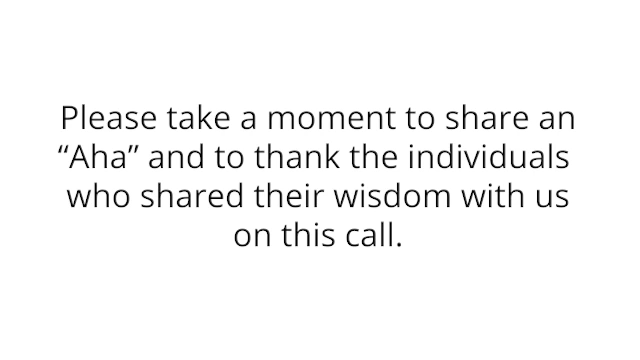 Please take a moment to share an
“Aha” and to thank the individuals
who shared their wisdom with us
on this call.